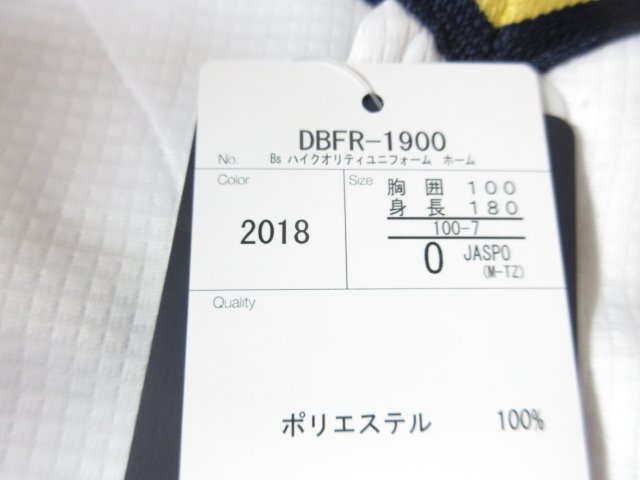 DBFR-1900
No. Bs ハイクオリティユニフォーム ホーム
Color
2018
Size
胸 囲 100
身 長 180
100-7
O JASPO
(M-TZ)
Quality
ポリエステル 100%